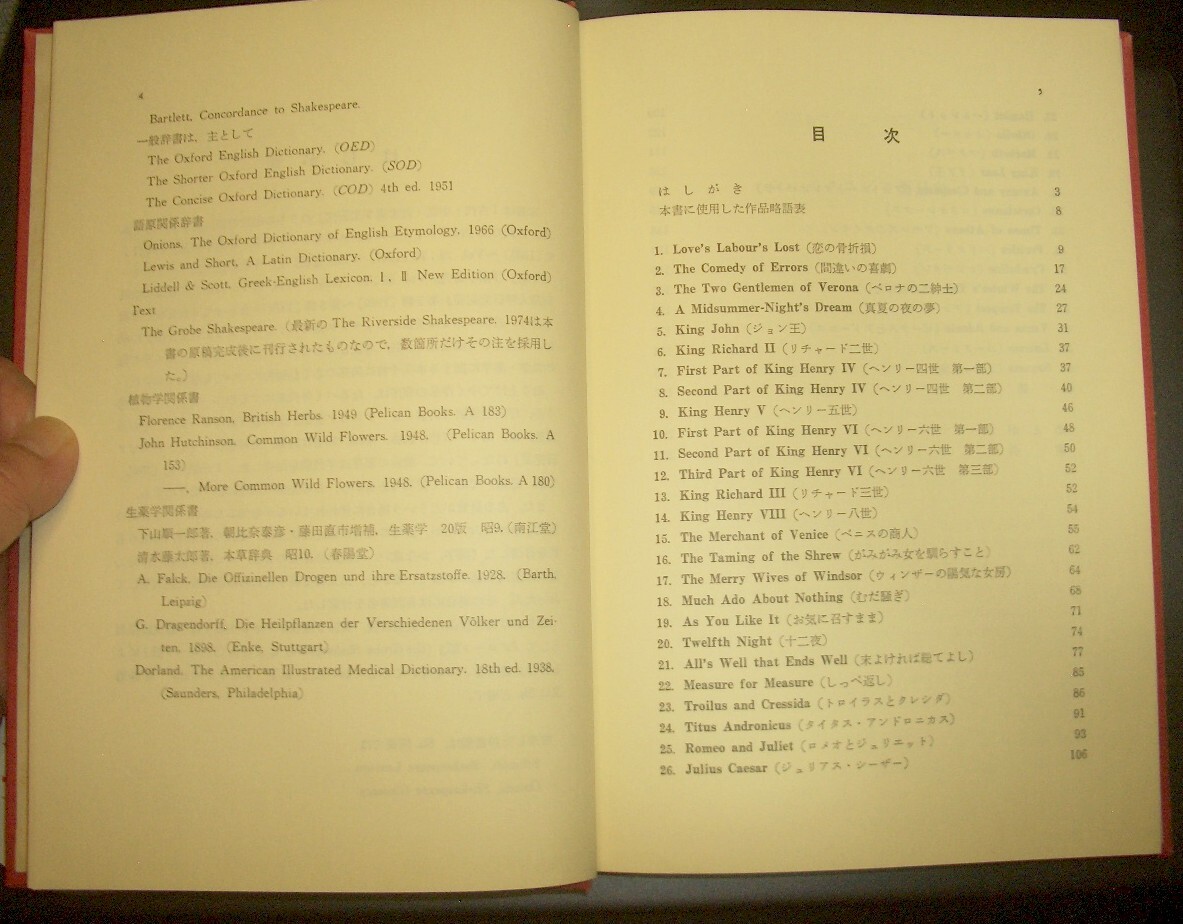 4
Bartlett, Concordance to Shakespeare.
一般辞書は，主として
The Oxford English Dictionary. (OED)
The Shorter Oxford English Dictionary. (SOD)
The Concise Oxford Dictionary. (COD) 4th ed. 1951
語原関係辞書
Onions, The Oxford Dictionary of English Etymology, 1966 (Oxford)
Lewis and Short, A Latin Dictionary. (Oxford)
Liddell & Scott, Greek-English Lexicon. I, II New Edition (Oxford)
Text
The Grobe Shakespeare.（最新の The Riverside Shakespeare. 1974は本
書の原稿完成後に刊行されたものなので，数箇所だけその注を採用し
た。）
植物学関係書
Florence Ranson, British Herbs. 1949 (Pelican Books. A 183)
John Hutchinson, Common Wild Flowers. 1948. (Pelican Books. A
153)
——, More Common Wild Flowers. 1948. (Pelican Books. A 180)
生薬学関係書
下山順一郎著，朝比奈泰彦・藤田直市増補，生薬学 20版 昭9.（南江堂）
清水藤太郎著，本草辞典 昭10.（春陽堂）
A. Falck, Die Offizinellen Drogen und ihre Ersatzstoffe. 1928. (Barth,
Leipzig)
G. Dragendorff, Die Heilpflanzen der Verschiedenen Völker und Zei-
ten. 1898. (Enke, Stuttgart)
Dorland, The American Illustrated Medical Dictionary. 18th ed. 1938.
(Saunders, Philadelphia)
5
目 次
はしがき 3
本書に使用した作品略語表 8
1. Love's Labour's Lost（恋の骨折損） 9
2. The Comedy of Errors（間違いの喜劇） 17
3. The Two Gentlemen of Verona（ベロナの二紳士） 24
4. A Midsummer-Night's Dream（真夏の夜の夢） 27
5. King John（ジョン王） 31
6. King Richard II（リチャード二世） 37
7. First Part of King Henry IV（ヘンリー四世 第一部） 37
8. Second Part of King Henry IV（ヘンリー四世 第二部） 40
9. King Henry V（ヘンリー五世） 46
10. First Part of King Henry VI（ヘンリー六世 第一部） 48
11. Second Part of King Henry VI（ヘンリー六世 第二部） 50
12. Third Part of King Henry VI（ヘンリー六世 第三部） 52
13. King Richard III（リチャード三世） 52
14. King Henry VIII（ヘンリー八世） 54
15. The Merchant of Venice（ベニスの商人） 55
16. The Taming of the Shrew（がみがみ女を馴らすこと） 62
17. The Merry Wives of Windsor（ウィンザーの陽気な女房） 64
18. Much Ado About Nothing（むだ騒ぎ） 68
19. As You Like It（お気に召すまま） 71
20. Twelfth Night（十二夜） 74
21. All's Well that Ends Well（末よければ総てよし） 77
22. Measure for Measure（しっぺ返し） 85
23. Troilus and Cressida（トロイラスとクレシダ） 86
24. Titus Andronicus（タイタス・アンドロニカス） 91
25. Romeo and Juliet（ロメオとジュリエット） 93
26. Julius Caesar（ジュリアス・シーザー） 106